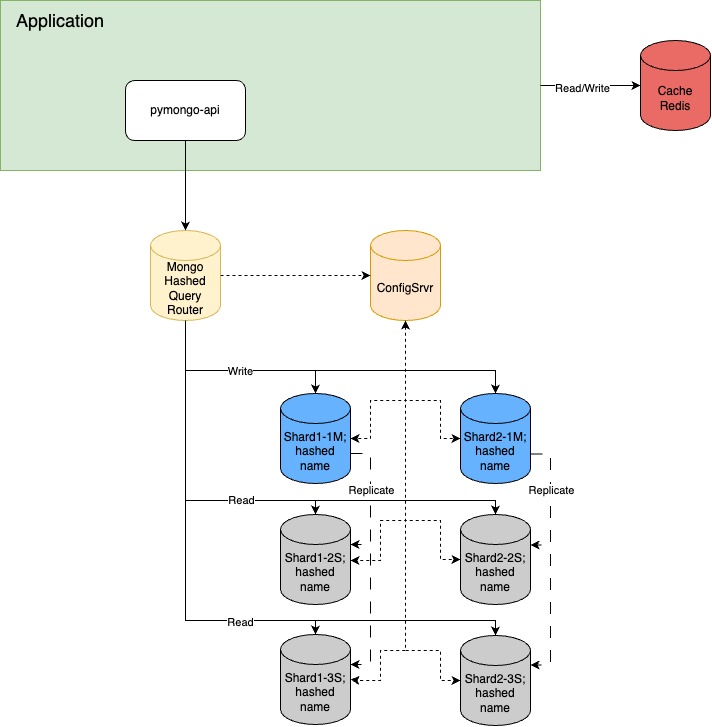 Application
pymongo-api
Read/Write
Cache
Redis
Mongo
Hashed
Query
Router
ConfigSrvr
Write
Shard1-1M;
hashed
name
Shard2-1M;
hashed
name
Replicate
Replicate
Read
Shard1-2S;
hashed
name
Shard2-2S;
hashed
name
Read
Shard1-3S;
hashed
name
Shard2-3S;
hashed
name